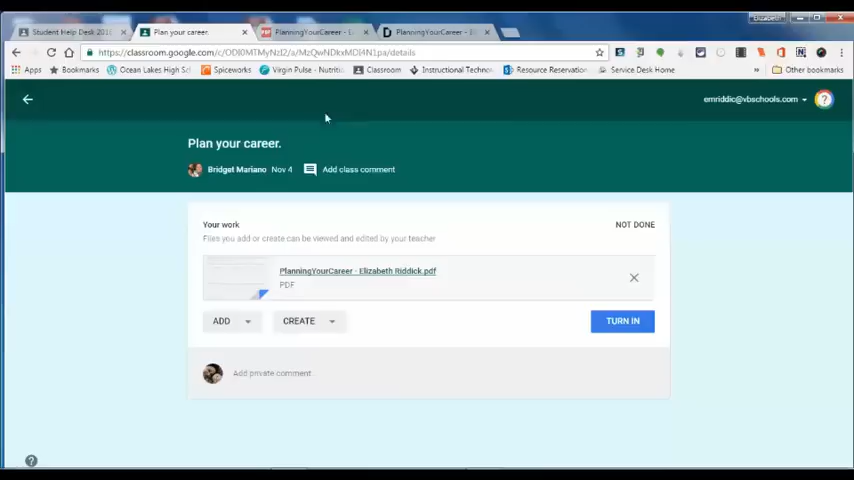 Elizabeth
Student Help Desk 201
Plan your career.
PlanningYourCareer - E
PlanningYourCareer - E
https://classroom.google.com/c/
/details
Apps
Bookmarks
Ocean Lakes High Sc
Spiceworks
Virgin Pulse - Nutriti
Classroom
Instructional Techno
Resource Reservation
Service Desk Home
Other bookmarks
emriddic@vbschools.com
?
Plan your career.
Bridget Mariano Nov 4 Add class comment
Your work NOT DONE
Files you add or create can be viewed and edited by your teacher
PlanningYourCareer - Elizabeth Riddick.pdf
PDF
ADD CREATE TURN IN
Add private comment...
?